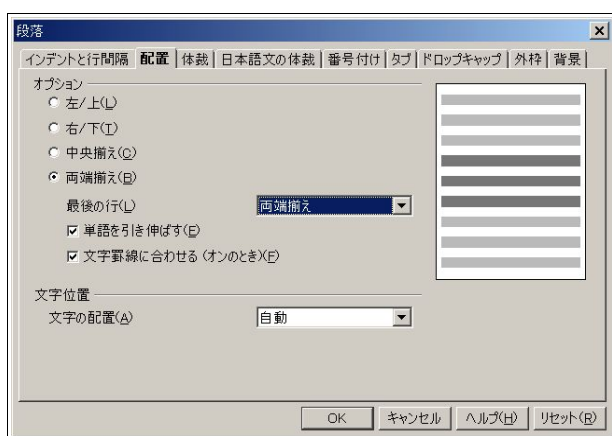 段落
インデントと行間隔 配置 体裁 日本語文の体裁 番号付け タブ ドロップキャップ 外枠 背景
オプション
左/上(L)
右/下(T)
中央揃え(C)
両端揃え(B)
最後の行(L) 両端揃え
単語を引き伸ばす(E)
文字罫線に合わせる(オンのとき)(F)
文字位置
文字の配置(A) 自動
OK キャンセル ヘルプ(H) リセット(R)